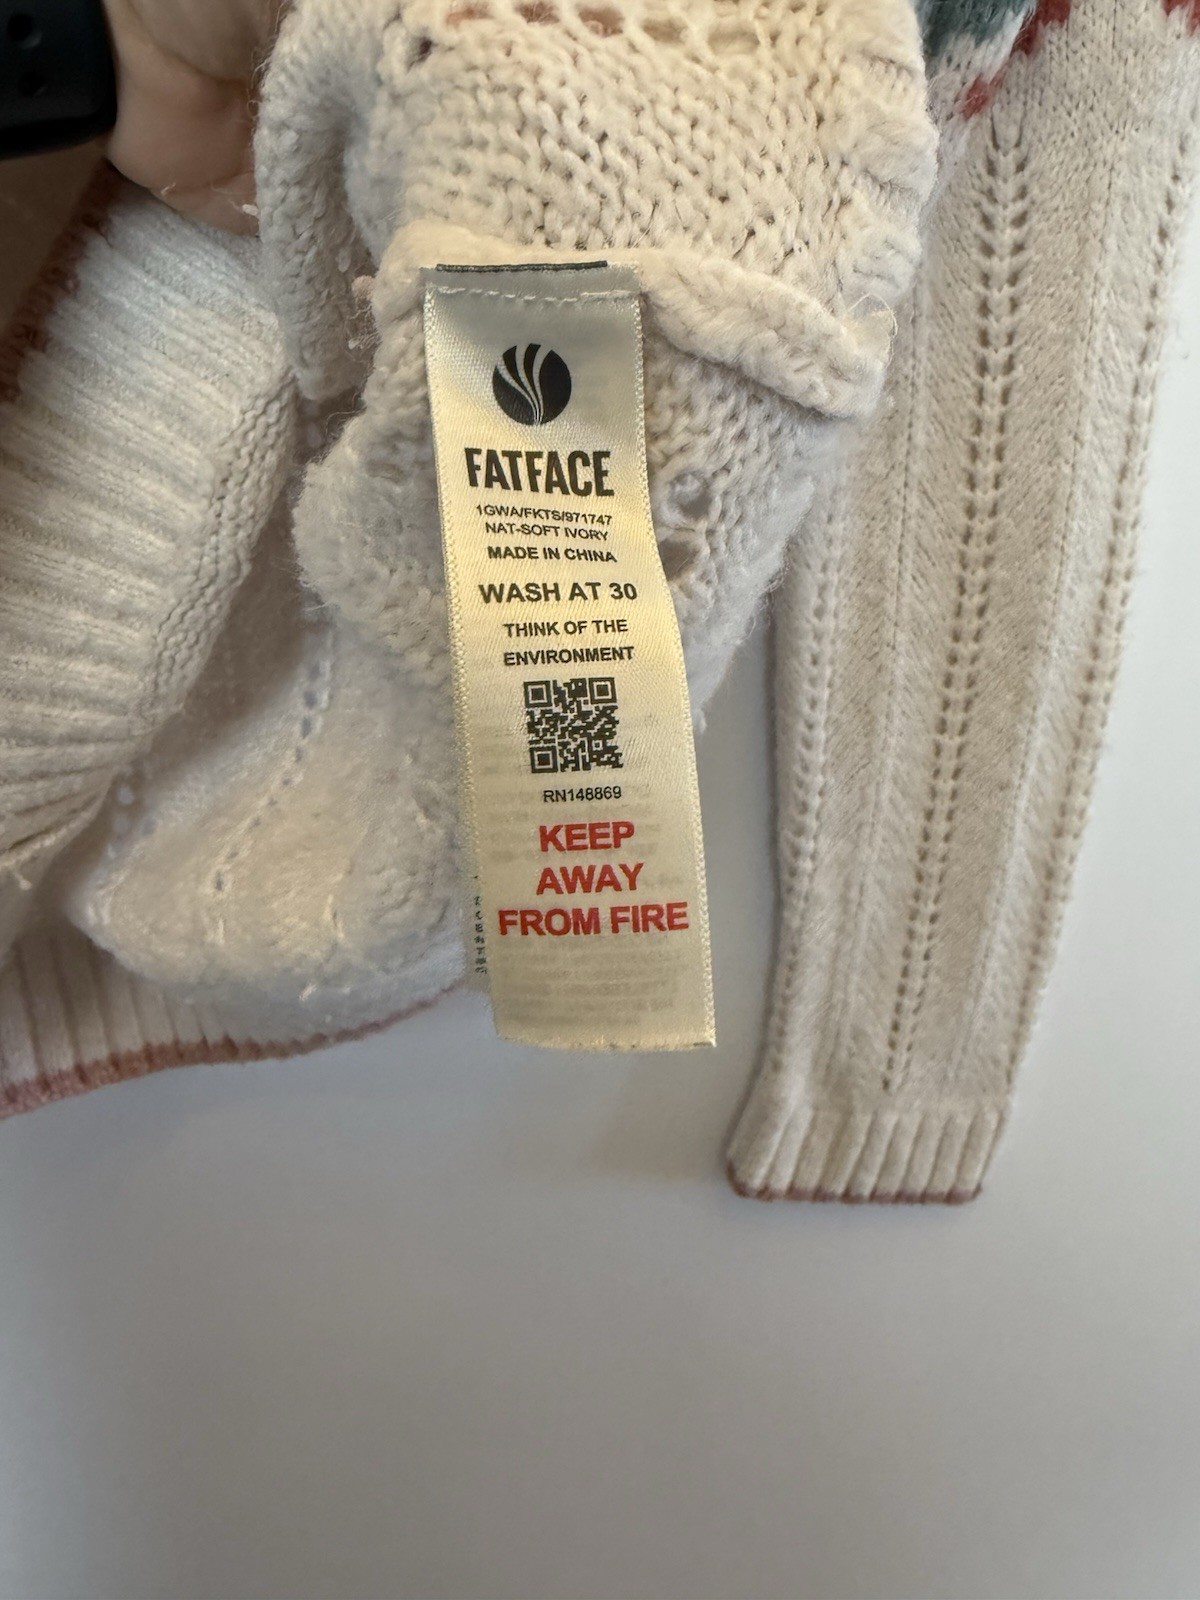 FATFACE
1GWA/FKTS/971747
NAT-SOFT IVORY
MADE IN CHINA
WASH AT 30
THINK OF THE
ENVIRONMENT
RN148869
KEEP
AWAY
FROM FIRE